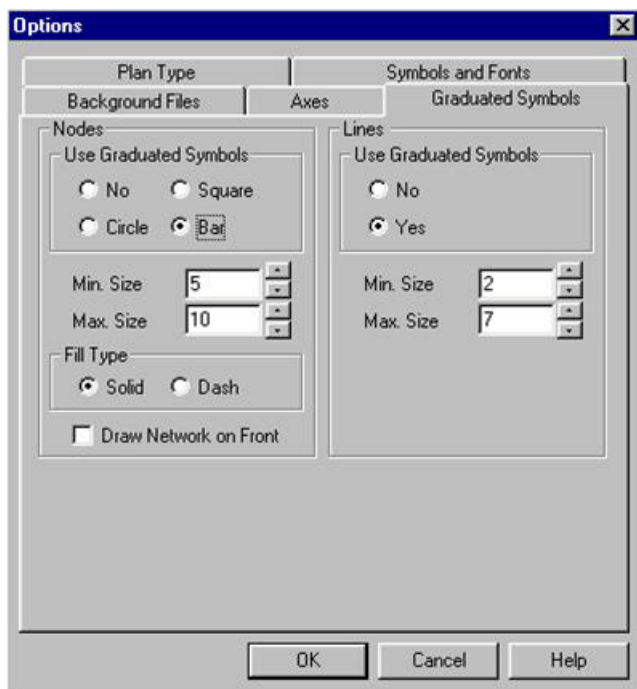 Options
Plan Type
Symbols and Fonts
Background Files
Axes
Graduated Symbols
Nodes
Use Graduated Symbols
No
Square
Circle
Bar
Min. Size
5
Max. Size
10
Fill Type
Solid
Dash
Draw Network on Front
Lines
Use Graduated Symbols
No
Yes
Min. Size
2
Max. Size
7
OK
Cancel
Help